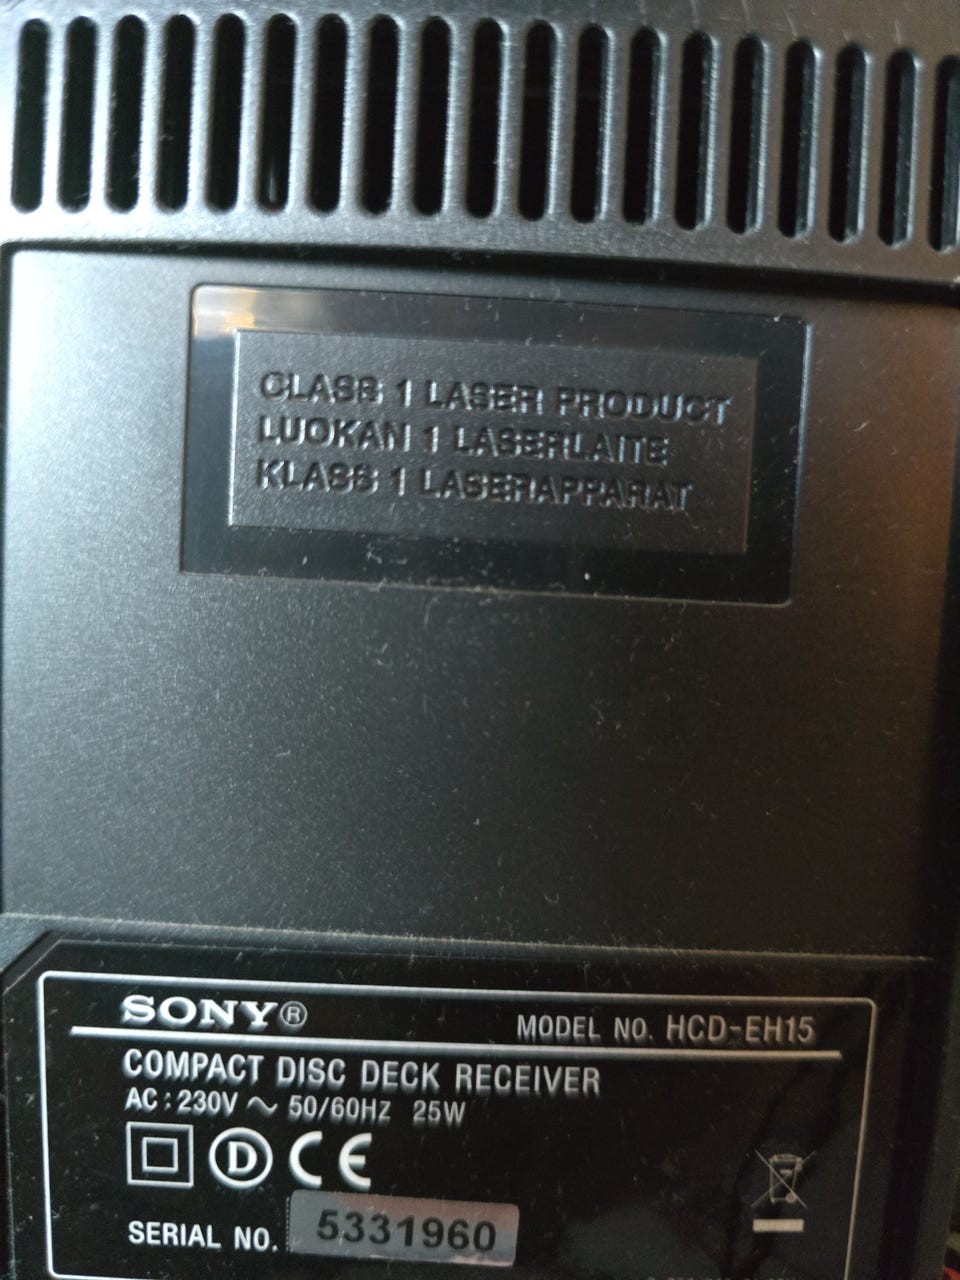 CLASS 1 LASER PRODUCT
LUOKAN 1 LASERLAITE
KLASS 1 LASERAPPARAT
SONY®
MODEL NO. HCD-EH15
COMPACT DISC DECK RECEIVER
AC : 230V ~ 50/60Hz 25W
D CE
SERIAL NO. 5331960